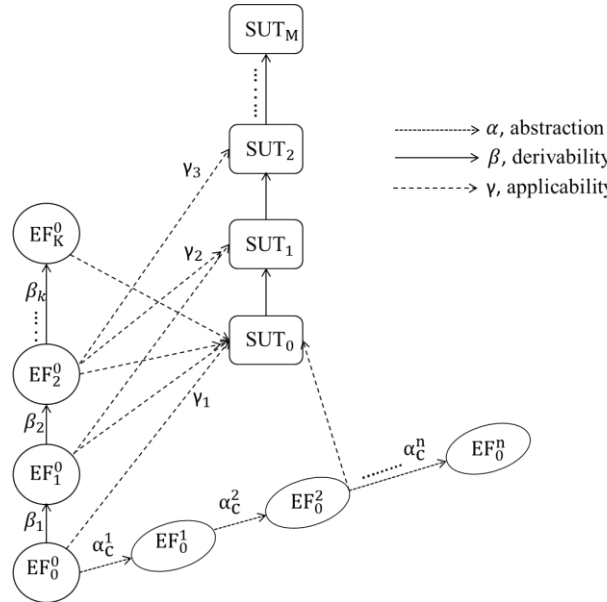 SUT_M
α, abstraction
SUT_2
β, derivability
γ_3
γ, applicability
EF_K^0
γ_2
SUT_1
β_k
SUT_0
EF_2^0
γ_1
β_2
α_C^n
EF_0^n
EF_1^0
α_C^2
EF_0^2
β_1
α_C^1
EF_0^1
EF_0^0